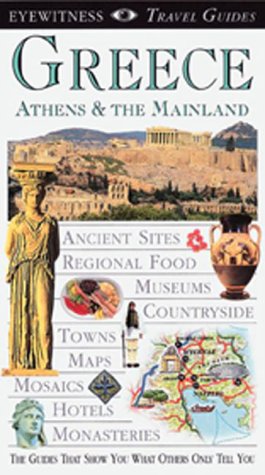 EYEWITNESS TRAVEL GUIDES
GREECE
ATHENS & THE MAINLAND
ANCIENT SITES
REGIONAL FOOD
MUSEUMS
COUNTRYSIDE
TOWNS
MAPS
MOSAICS
HOTELS
MONASTERIES
THE GUIDES THAT SHOW YOU WHAT OTHERS ONLY TELL YOU